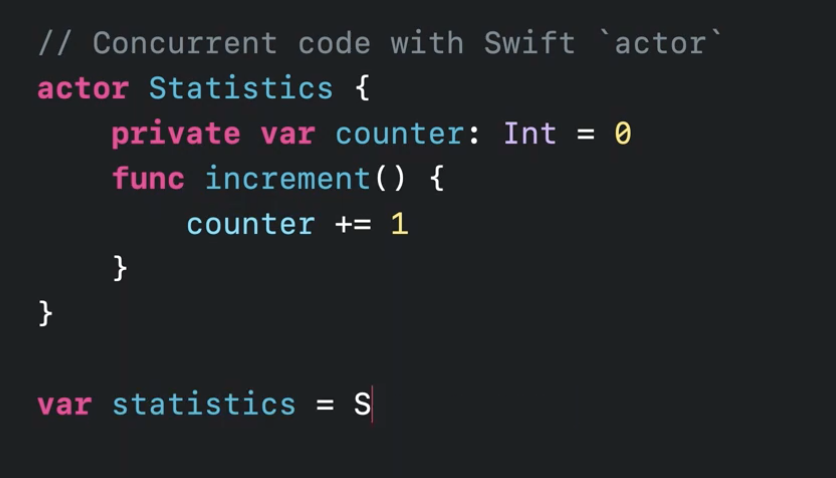 // Concurrent code with Swift `actor`
actor Statistics {
    private var counter: Int = 0
    func increment() {
        counter += 1
    }
}
var statistics = S